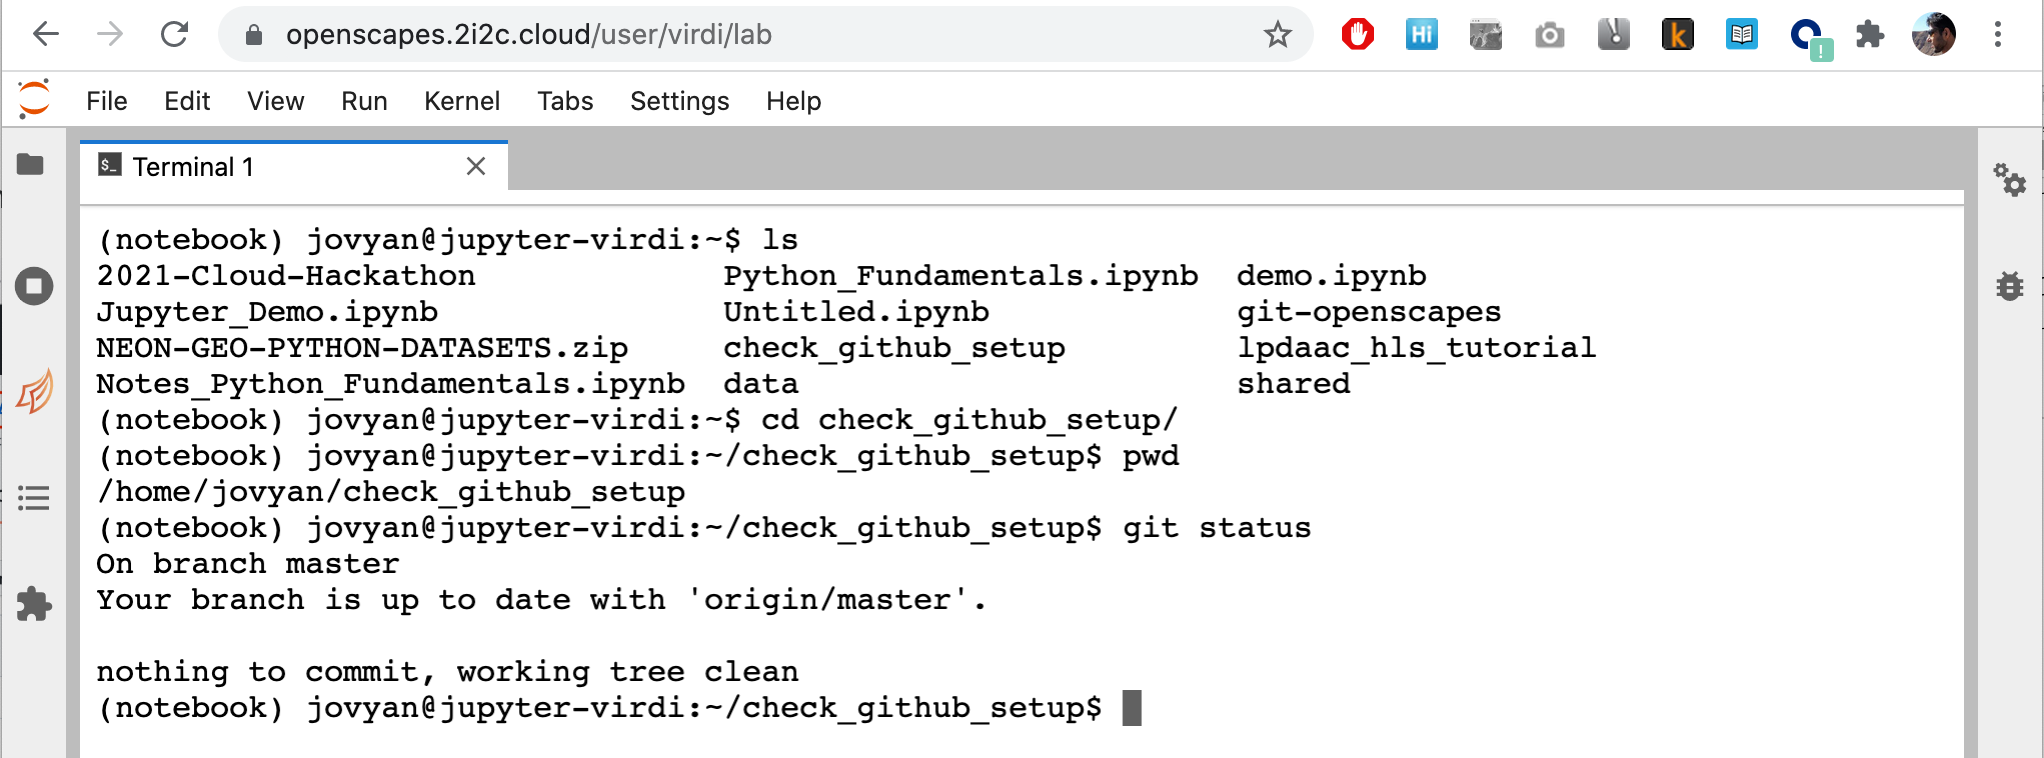 openscapes.2i2c.cloud/user/virdi/lab
Hi
k
!
File Edit View Run Kernel Tabs Settings Help
$_ Terminal 1
(notebook) jovyan@jupyter-virdi:~$ ls
2021-Cloud-Hackathon Python_Fundamentals.ipynb demo.ipynb
Jupyter_Demo.ipynb Untitled.ipynb git-openscapes
NEON-GEO-PYTHON-DATASETS.zip check_github_setup lpdaac_hls_tutorial
Notes_Python_Fundamentals.ipynb data shared
(notebook) jovyan@jupyter-virdi:~$ cd check_github_setup/
(notebook) jovyan@jupyter-virdi:~/check_github_setup$ pwd
/home/jovyan/check_github_setup
(notebook) jovyan@jupyter-virdi:~/check_github_setup$ git status
On branch master
Your branch is up to date with 'origin/master'.
nothing to commit, working tree clean
(notebook) jovyan@jupyter-virdi:~/check_github_setup$